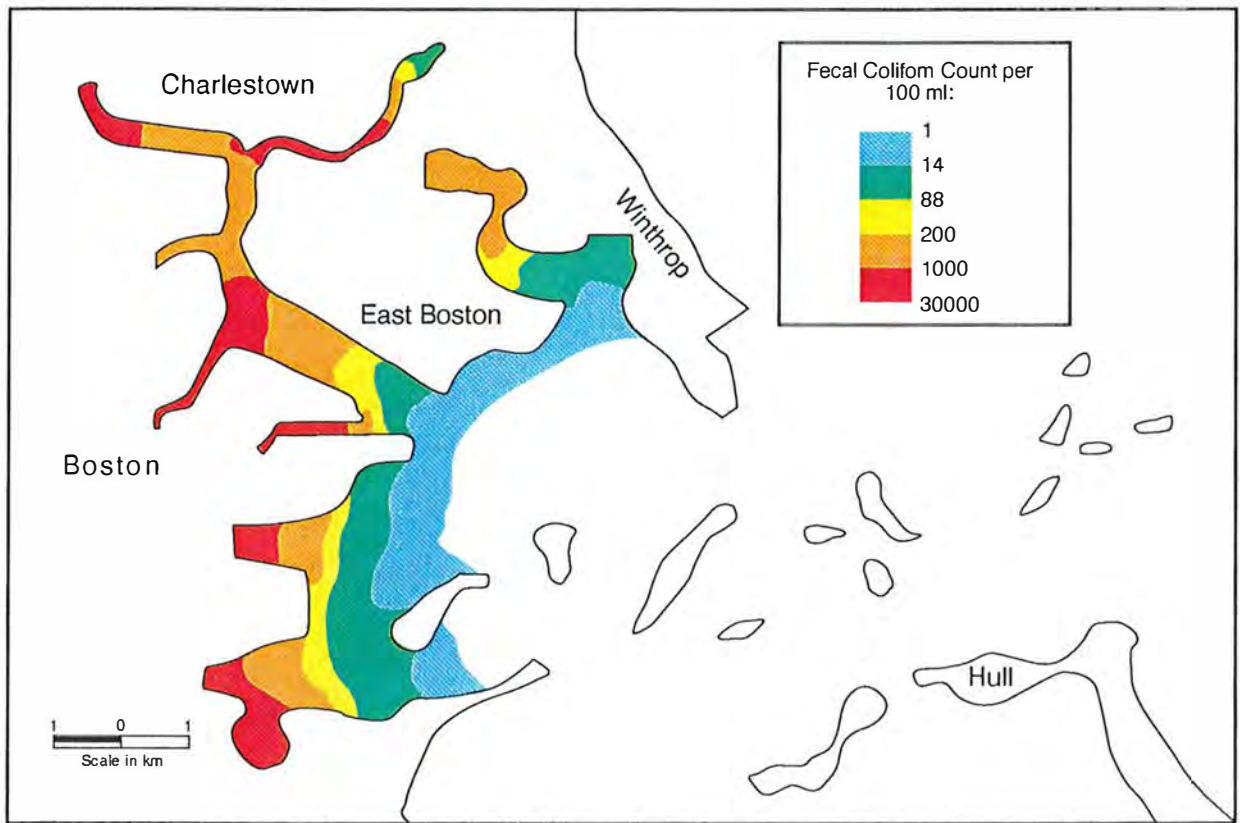 Charlestown
Fecal Colifom Count per
100 ml:
1
14
88
200
1000
30000
Winthrop
East Boston
Boston
Hull
1 0 1
Scale in km